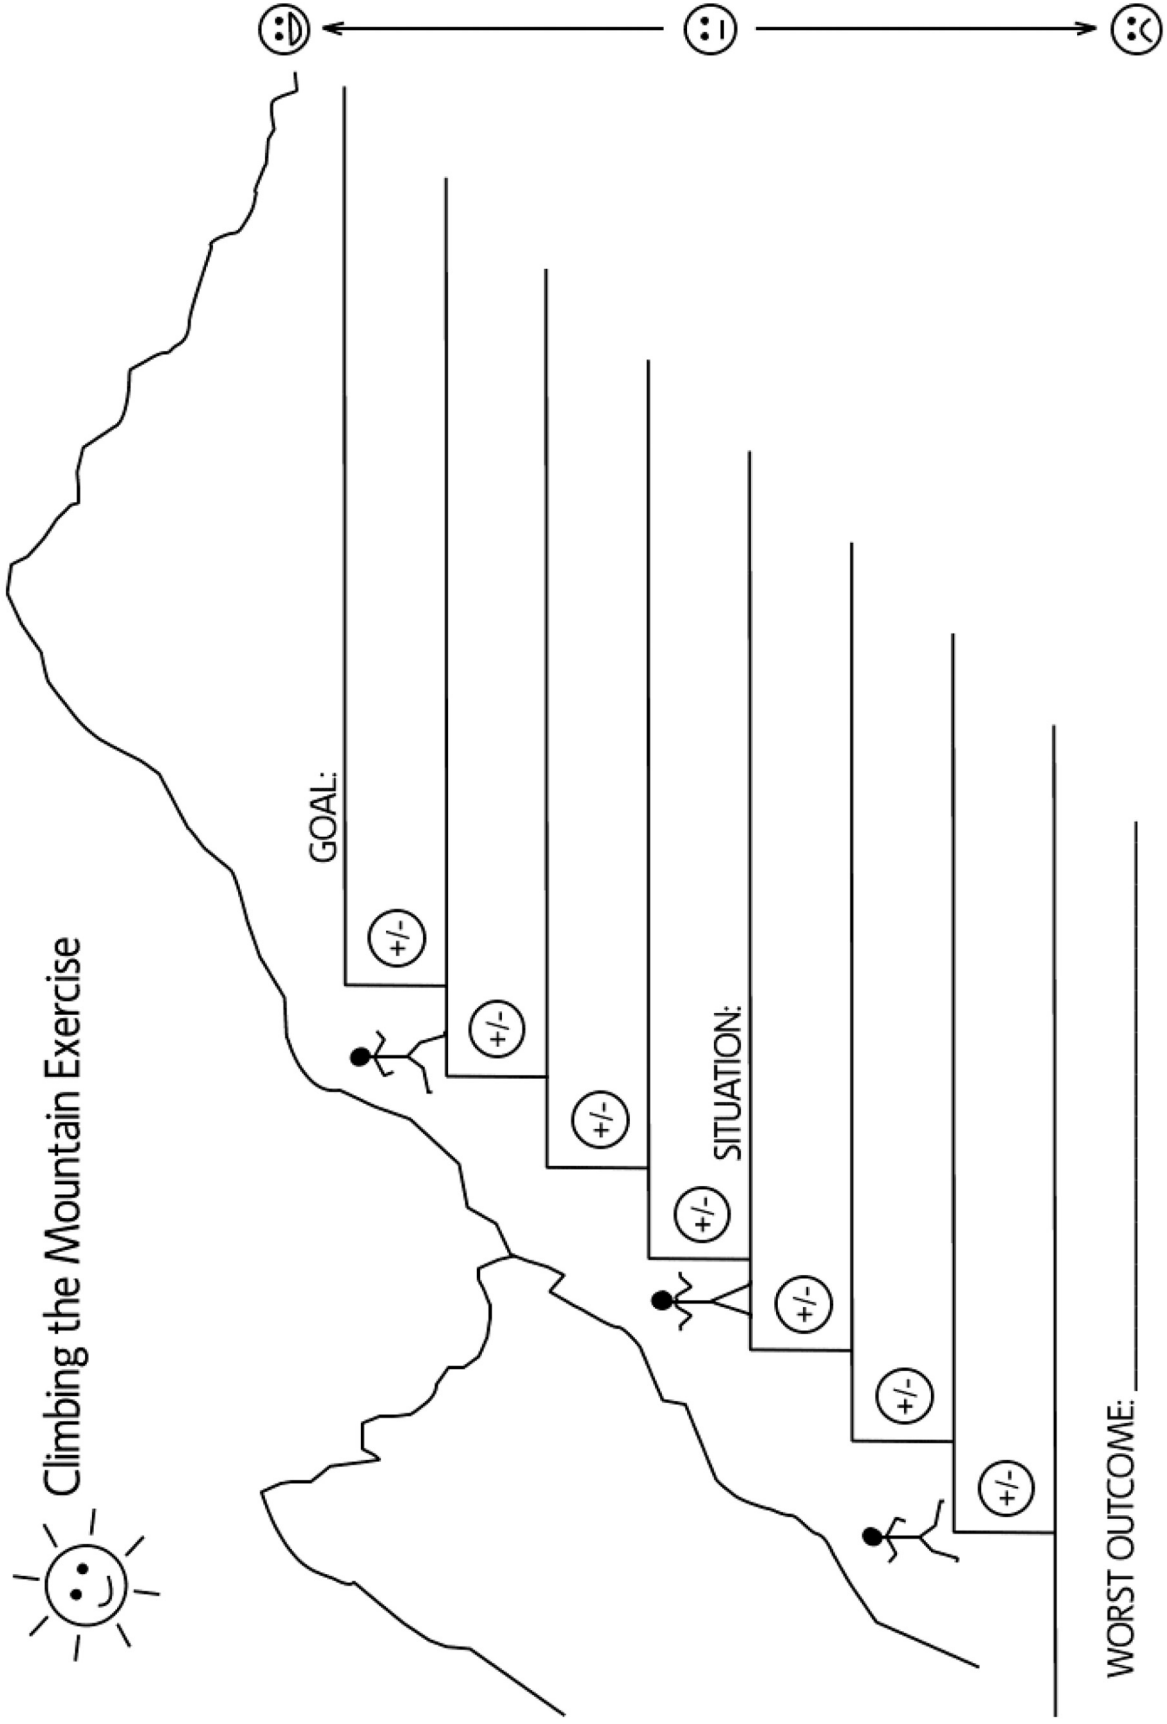 Climbing the Mountain Exercise
GOAL:
+/-
+/-
+/-
+/-
SITUATION:
+/-
+/-
+/-
WORST OUTCOME: